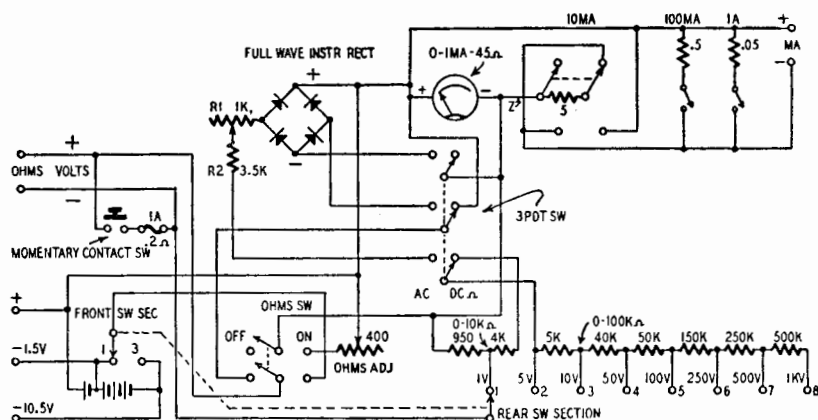 10MA
100MA
1A
+
FULL WAVE INSTR RECT
0-1MA-45Ω
.5
.05
MA
+
+
-
-
R1 1K,
Z
5
R2
3.5K
-
+
OHMS VOLTS
-
1A
.2Ω
MOMENTARY CONTACT SW
3PDT SW
+
FRONT SW SEC
OHMS SW
AC
DC Ω
OFF
ON
400
OHMS ADJ
0-10KΩ
950
4K
5K
0-100KΩ
40K
50K
150K
250K
500K
1
3
-1.5V
-10.5V
1V
1
5V
2
10V
3
50V
4
100V
5
250V
6
500V
7
1KV
8
REAR SW SECTION